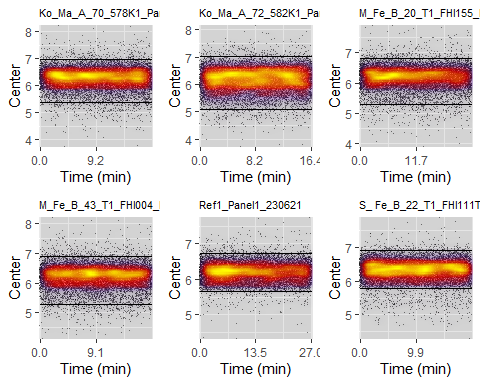 Ko_Ma_A_70_578K1_Pa
Ko_Ma_A_72_582K1_Pa
M_Fe_B_20_T1_FHI155_
8
7
6
5
4
Center
0.0 9.2
Time (min)
8
7
6
5
Center
0.0 8.2 16.4
Time (min)
7
6
5
4
Center
0.0 11.7
Time (min)
M_Fe_B_43_T1_FHI004_
Ref1_Panel1_230621
S_ Fe_B_22_T1_FHI111T
8
7
6
5
Center
0.0 9.1
Time (min)
7
6
5
Center
0.0 13.5 27.0
Time (min)
7
6
5
Center
0.0 9.9
Time (min)